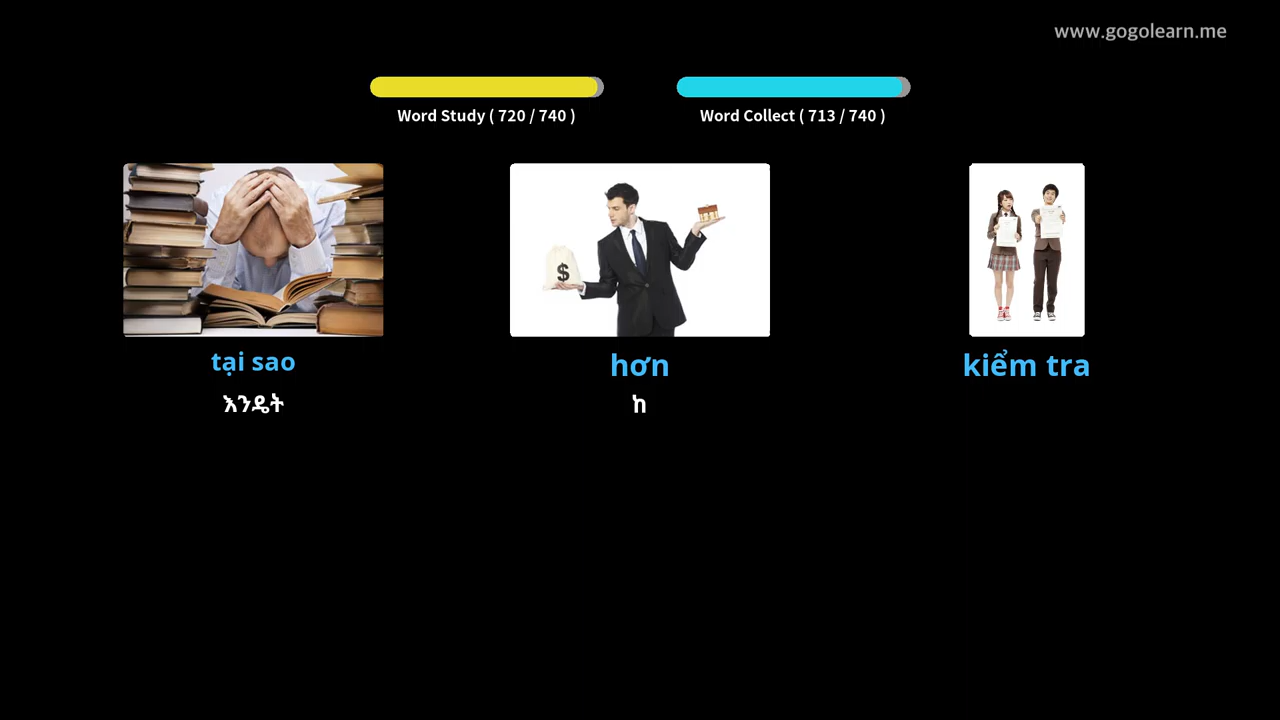 www.gogolearn.me
Word Study ( 720 / 740 )
Word Collect ( 713 / 740 )
$
tại sao
hơn
kiểm tra
እንዴት
ከ